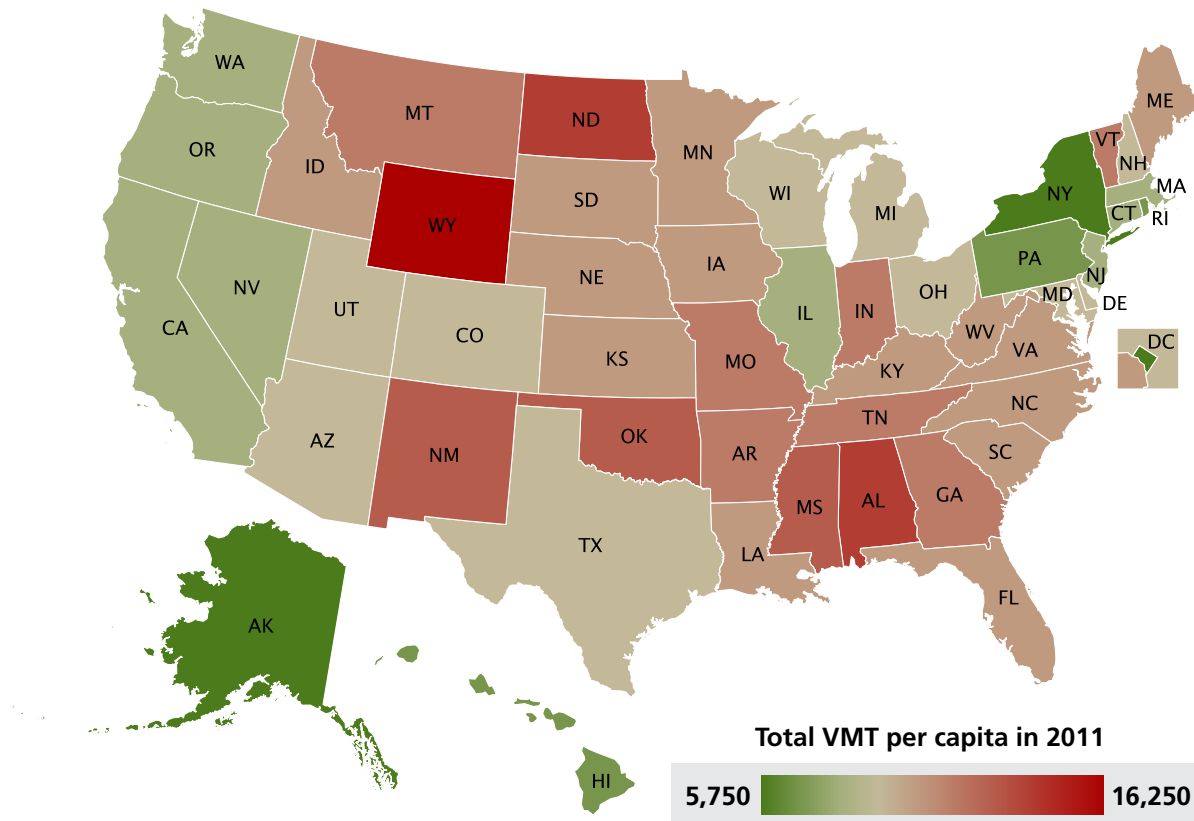 WA
MT
ND
ME
OR
ID
MN
VT
NH
WY
SD
WI
MI
NY
MA
CT
RI
NV
NE
IA
PA
NJ
UT
CA
CO
IL
IN
OH
MD
DE
WV
VA
DC
KS
MO
KY
AZ
NM
OK
AR
TN
NC
SC
MS
AL
GA
TX
LA
FL
AK
HI
Total VMT per capita in 2011
5,750
16,250